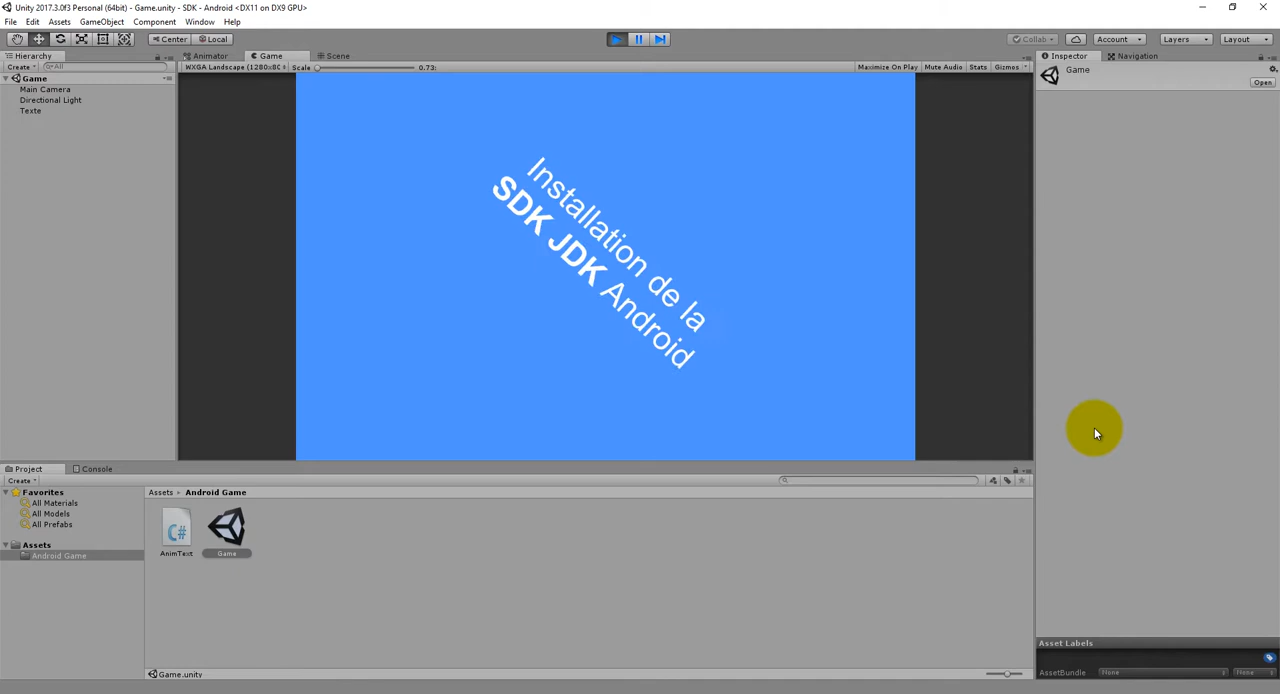 Unity 2017.3.0f3 Personal (64bit) - Game.unity - SDK - Android <DX11 on DX9 GPU>
File Edit Assets GameObject Component Window Help
Center Local Collab Account Layers Layout
Hierarchy Animator Game Scene Inspector Navigation
Create All WXGA Landscape (1280x80 Scale 0.73: Maximize On Play Mute Audio Stats Gizmos
Game
Main Camera
Directional Light
Texte
Game
Open
Installation de la
SDK JDK Android
Project Console
Create
Favorites
All Materials
All Models
All Prefabs
Assets
Android Game
Assets Android Game
C#
AnimText Game
Game.unity
Asset Labels
AssetBundle None None